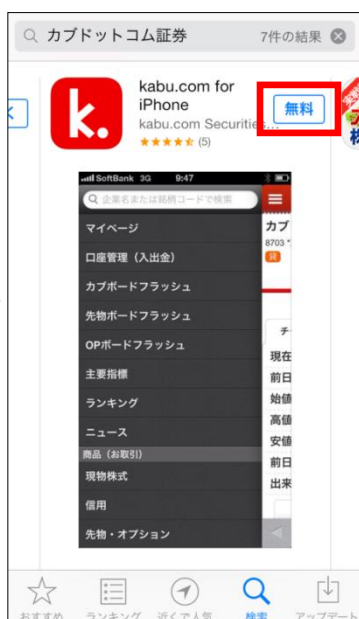 カブドットコム証券 7件の結果
kabu.com for
iPhone
kabu.com Securities...
(5)
無料
k.
SoftBank 3G 9:47
企業名または銘柄コードで検索
マイページ
口座管理（入出金）
カブボードフラッシュ
先物ボードフラッシュ
OPボードフラッシュ
主要指標
ランキング
ニュース
商品（お取引）
現物株式
信用
先物・オプション
カブ
8703
チ
現在
前日
始値
高値
安値
前日
出来
株
おすすめ ランキング 近くで人気 検索 アップデート